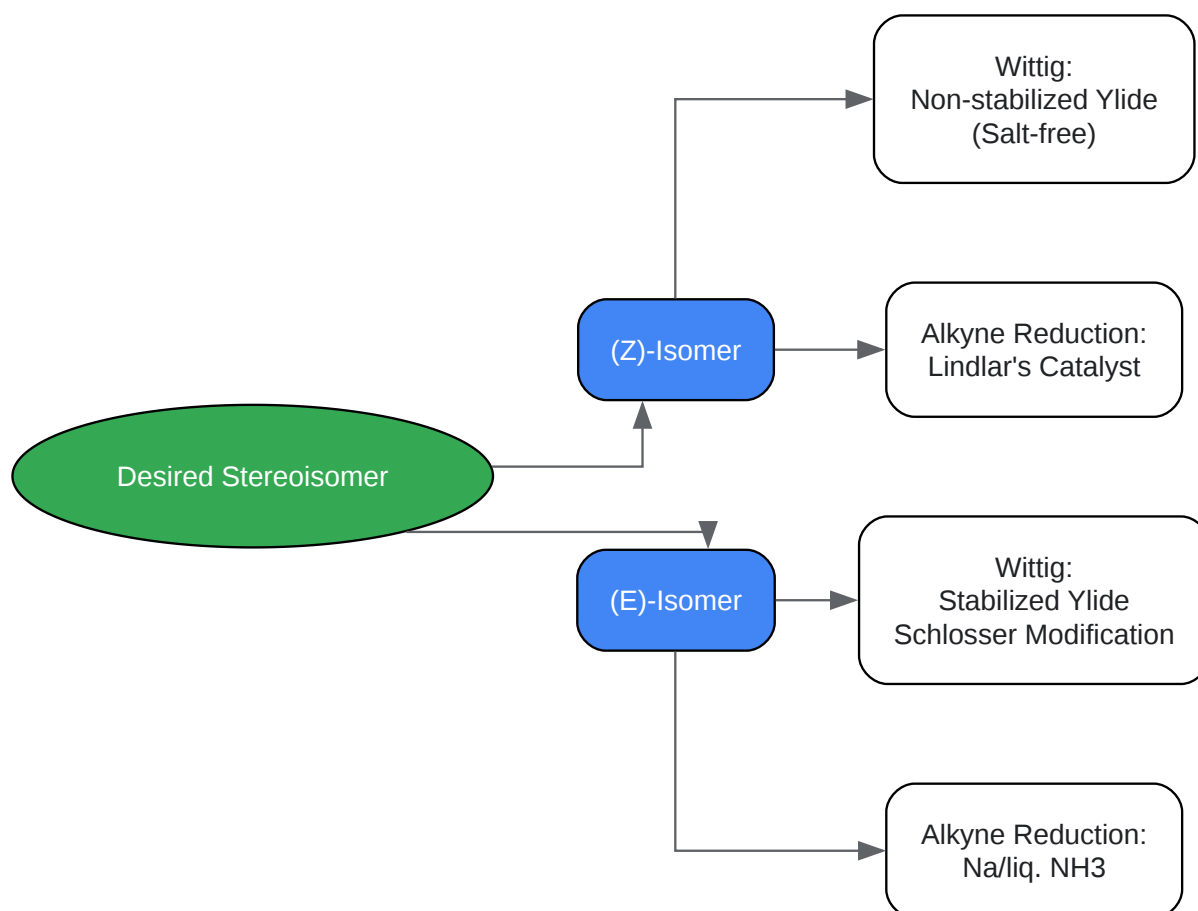 Wittig:
Non-stabilized Ylide
(Salt-free)
(Z)-Isomer
Alkyne Reduction:
Lindlar's Catalyst
Desired Stereoisomer
(E)-Isomer
Wittig:
Stabilized Ylide
Schlosser Modification
Alkyne Reduction:
Na/liq. NH3